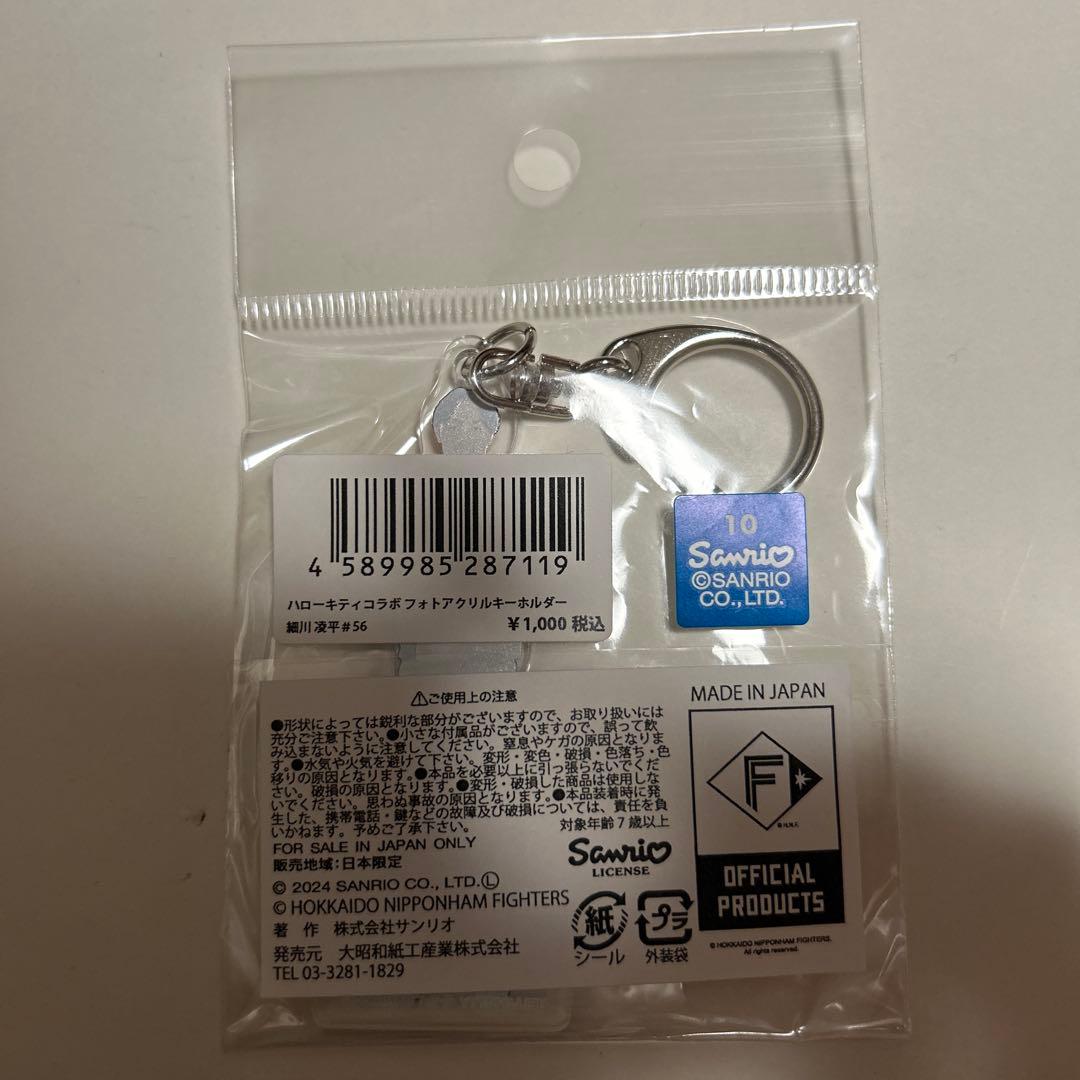 4 589985 287119
ハローキティコラボ フォトアクリルキーホルダー
細川 凌平#56 ¥1,000 税込
10
Sanrio
©SANRIO
CO.,LTD.
⚠ご使用上の注意
●形状によっては鋭利な部分がございますので、お取り扱いには
充分ご注意下さい。●小さな付属品がございますので、誤って飲
み込まないように注意してください。窒息やケガの原因となりま
す。●水気や火気を避けて下さい。変形・変色・破損・色落ち・色
移りの原因となります。●本品を必要以上に引っ張らないでくだ
さい。破損の原因となります。●変形・破損した商品は使用しな
いでください。思わぬ事故の原因となります。●本品装着時に発
生した、携帯電話・鍵などの故障及び破損については、責任を負
いかねます。予めご了承下さい。
対象年齢7歳以上
FOR SALE IN JAPAN ONLY
販売地域:日本限定
© 2024 SANRIO CO., LTD.Ⓛ
© HOKKAIDO NIPPONHAM FIGHTERS
著 作 株式会社サンリオ
発売元 大昭和紙工産業株式会社
TEL 03-3281-1829
Sanrio
LICENSE
紙
シール
プラ
外装袋
MADE IN JAPAN
F
©H.N.F.
OFFICIAL
PRODUCTS
© HOKKAIDO NIPPONHAM FIGHTERS.
All rights reserved.